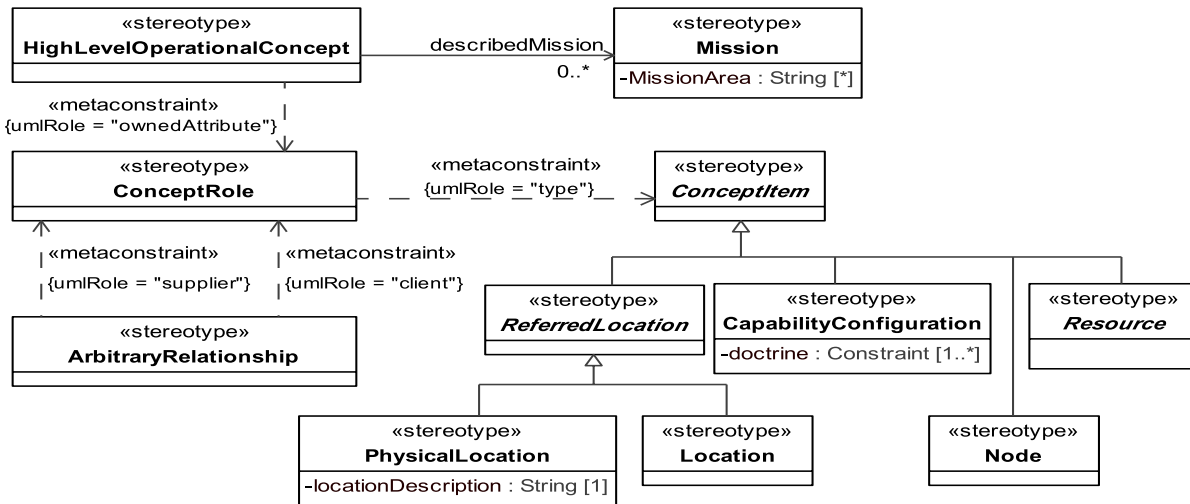 «stereotype»
HighLevelOperationalConcept
describedMission
0..*
«stereotype»
Mission
-MissionArea : String [*]
«metaconstraint»
{umlRole = "ownedAttribute"}
«stereotype»
ConceptRole
«metaconstraint»
{umlRole = "type"}
«stereotype»
ConceptItem
«metaconstraint»
{umlRole = "supplier"}
«metaconstraint»
{umlRole = "client"}
«stereotype»
ArbitraryRelationship
«stereotype»
ReferredLocation
«stereotype»
CapabilityConfiguration
-doctrine : Constraint [1..*]
«stereotype»
Resource
«stereotype»
PhysicalLocation
-locationDescription : String [1]
«stereotype»
Location
«stereotype»
Node